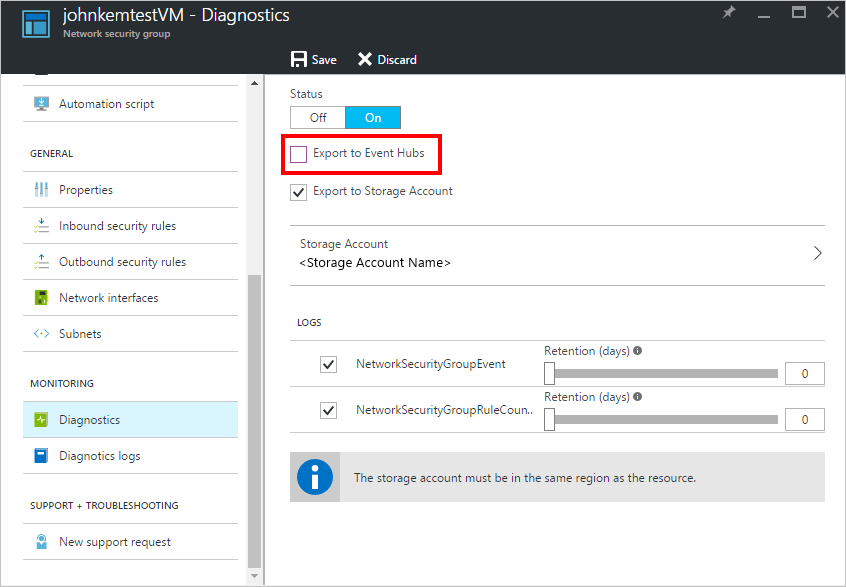 johnkemtestVM - Diagnostics
Network security group
Save
Discard
Automation script
GENERAL
Properties
Inbound security rules
Outbound security rules
Network interfaces
Subnets
MONITORING
Diagnostics
Diagnotics logs
SUPPORT + TROUBLESHOOTING
New support request
Status
Off
On
Export to Event Hubs
Export to Storage Account
Storage Account
<Storage Account Name>
LOGS
NetworkSecurityGroupEvent
Retention (days)
0
NetworkSecurityGroupRuleCoun..
Retention (days)
0
The storage account must be in the same region as the resource.